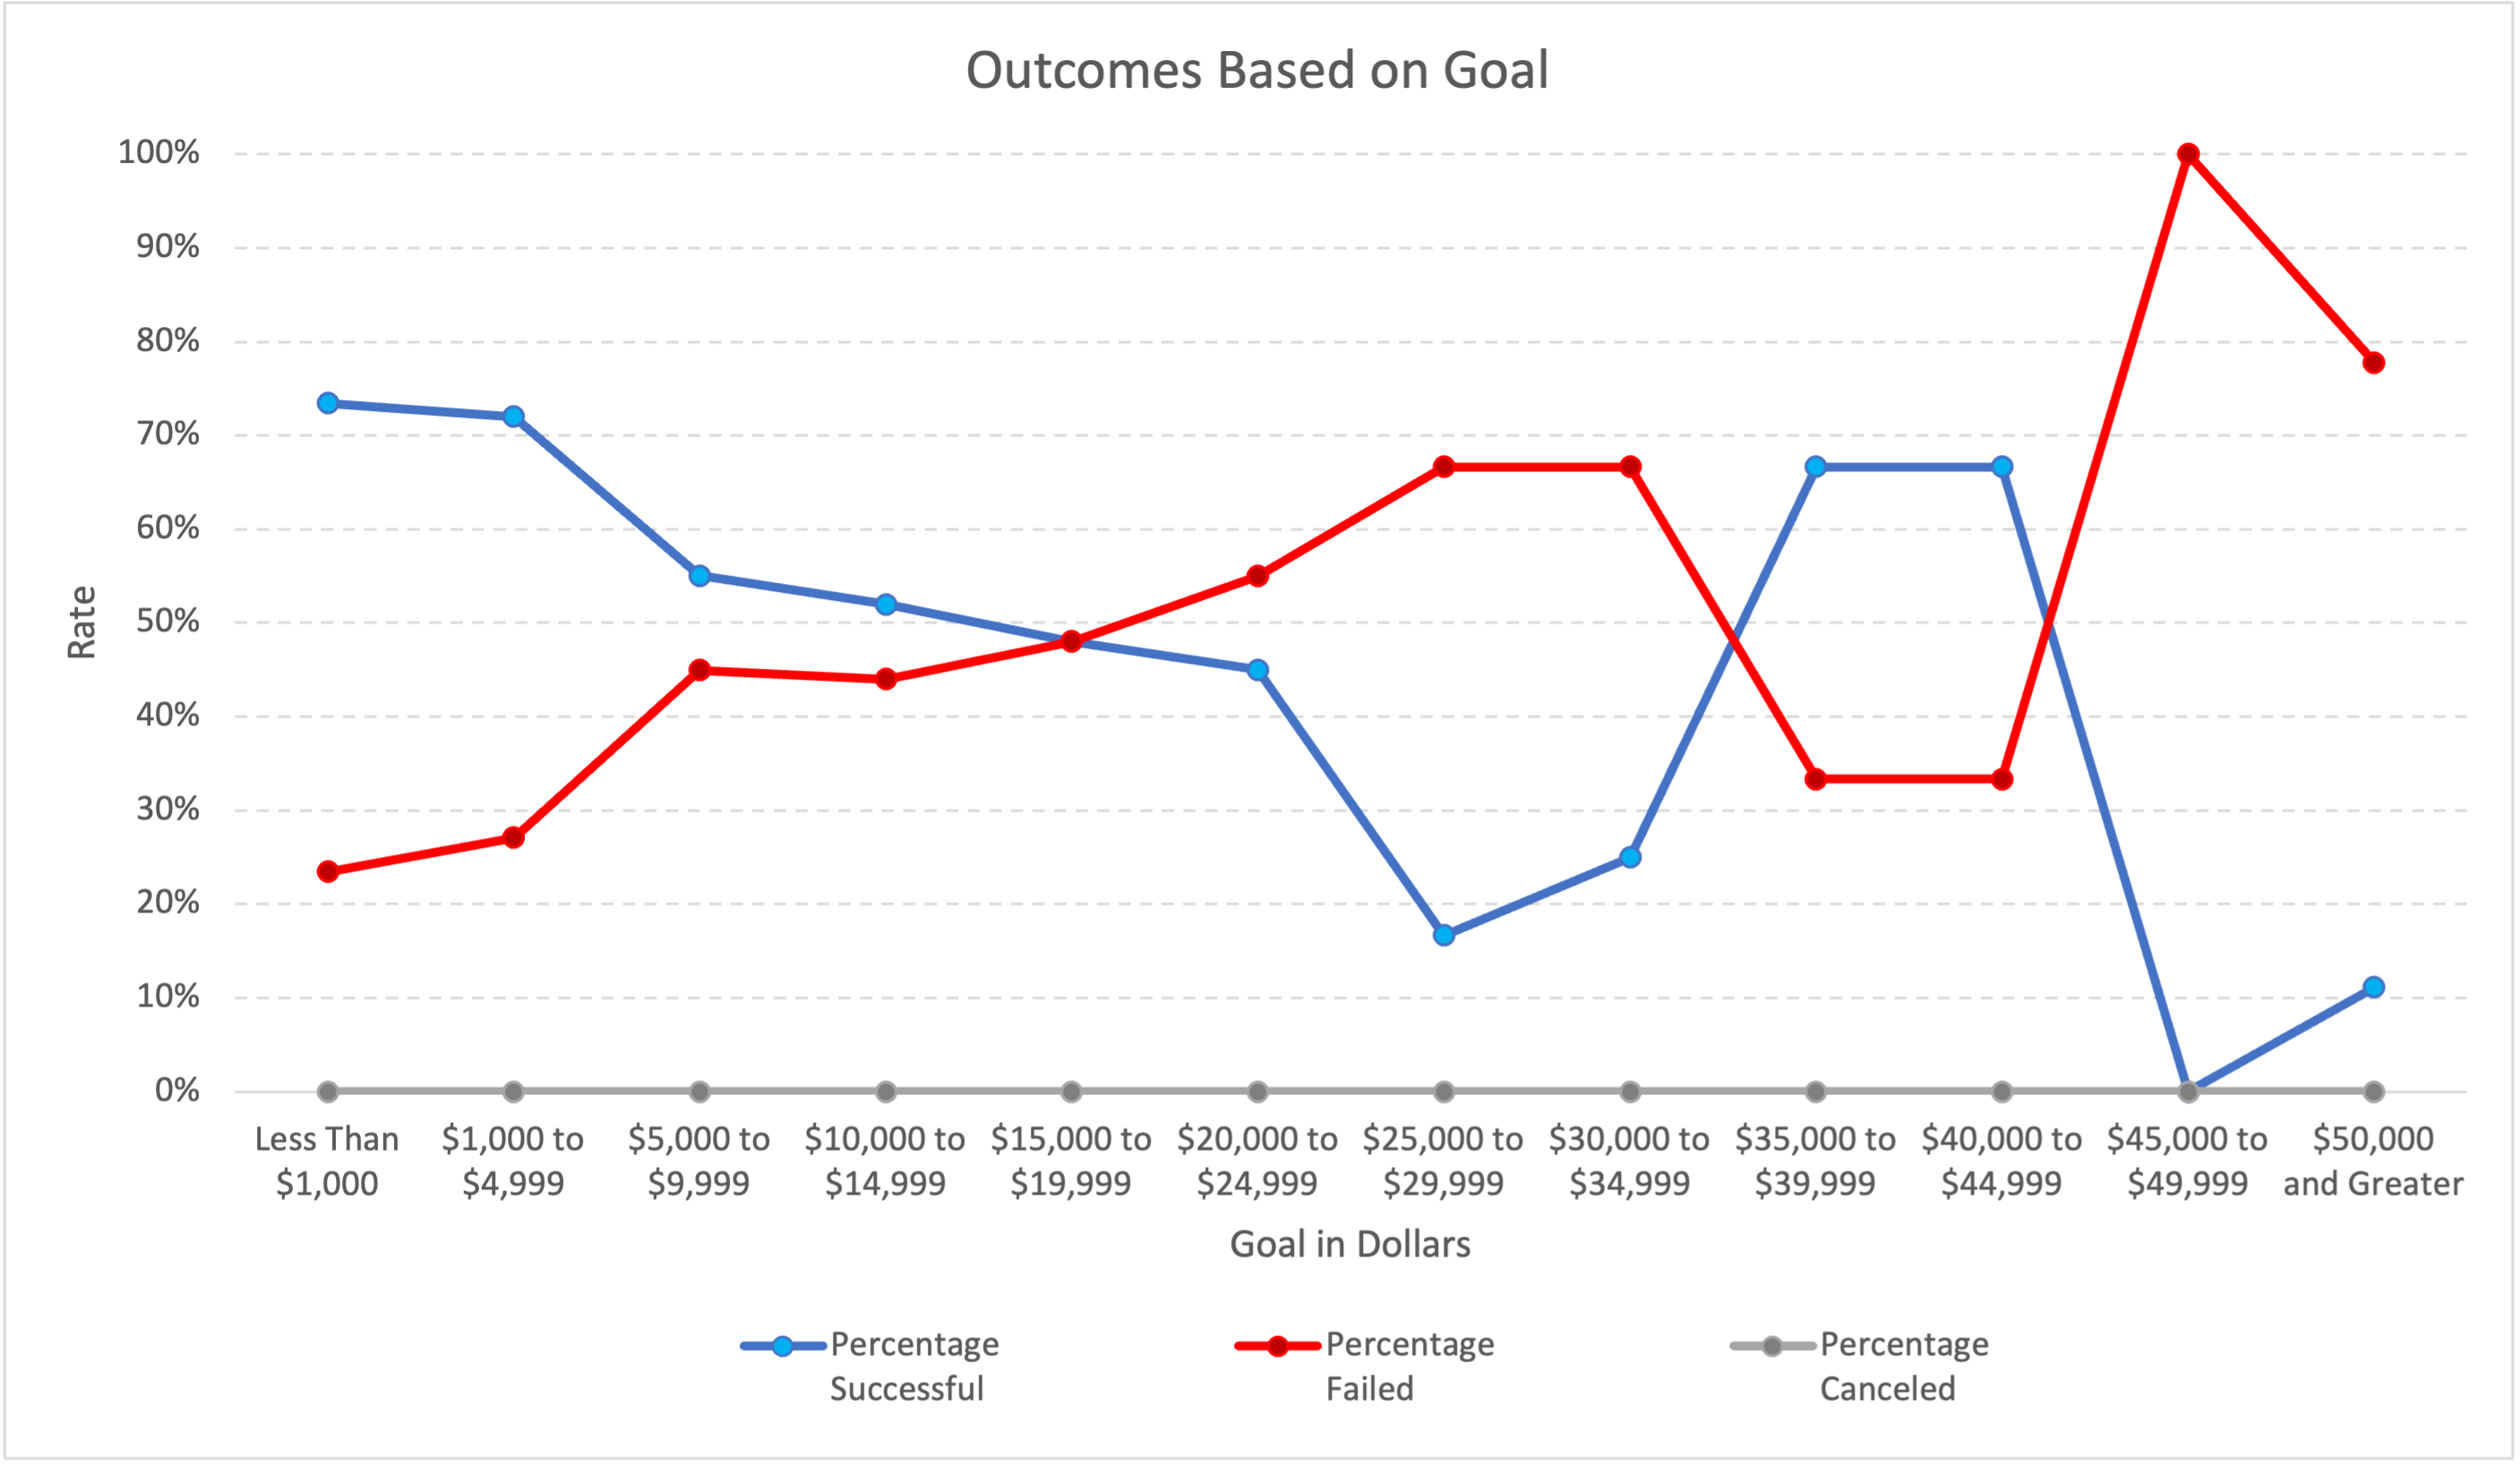 Outcomes Based on Goal
100%
90%
80%
70%
60%
50%
40%
30%
20%
10%
0%
Rate
Less Than
$1,000
$1,000 to
$4,999
$5,000 to
$9,999
$10,000 to
$14,999
$15,000 to
$19,999
$20,000 to
$24,999
$25,000 to
$29,999
$30,000 to
$34,999
$35,000 to
$39,999
$40,000 to
$44,999
$45,000 to
$49,999
$50,000
and Greater
Goal in Dollars
Percentage
Successful
Percentage
Failed
Percentage
Canceled